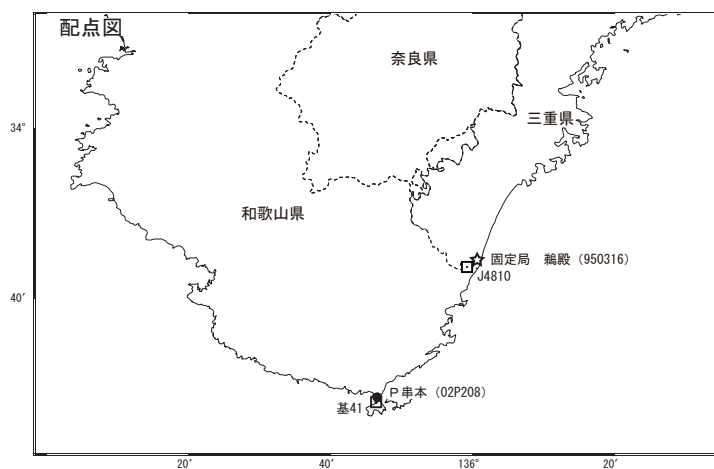 配点図
奈良県
三重県
34°
和歌山県
固定局　鵜殿（950316）
J4810
40′
P串本（02P208）
基41
20′
40′
136°
20′